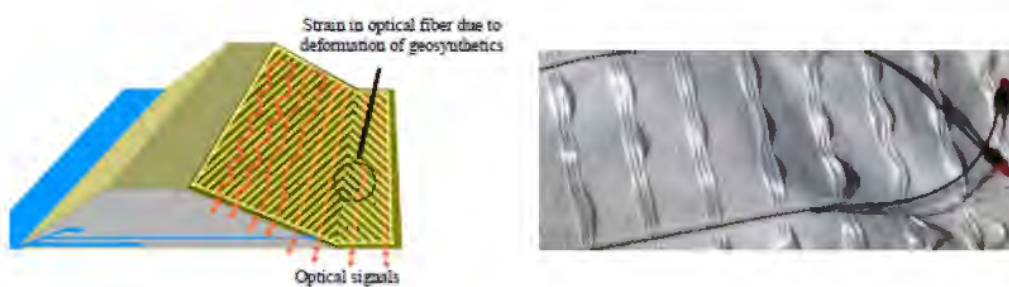 Strain in optical fiber due to
deformation of geosynthetics
Optical signals